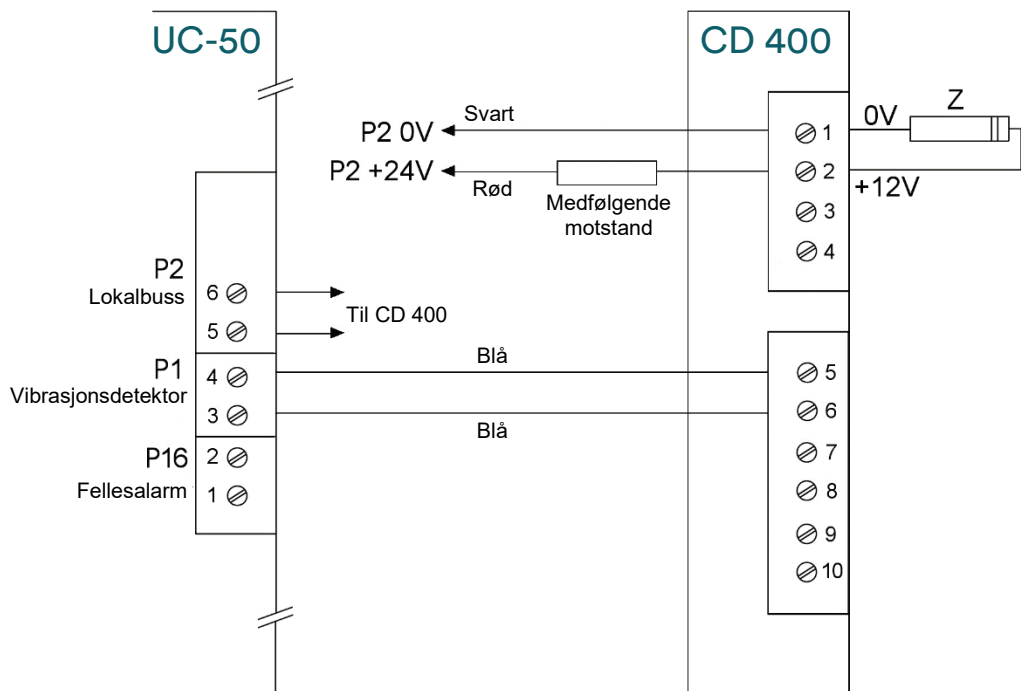 UC-50
CD 400
Svart
P2 0V
P2 +24V
Rød
Medfølgende
motstand
1
2
3
4
0V
Z
+12V
P2
Lokalbuss
6
5
Til CD 400
P1
Vibrasjonsdetektor
4
3
Blå
Blå
P16
Fellesalarm
2
1
5
6
7
8
9
10